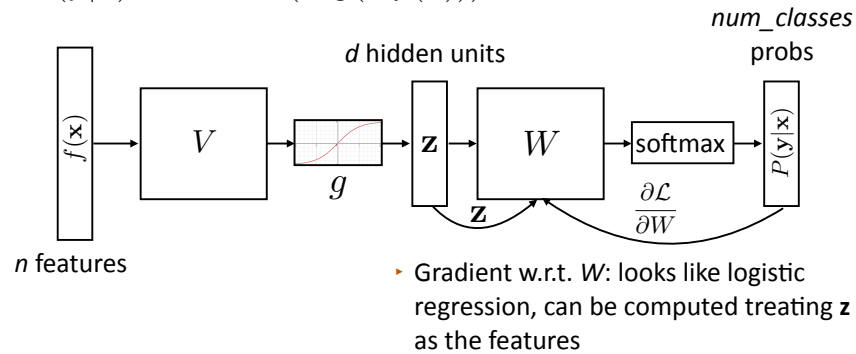 num_classes
probs
d hidden units
f(x)
V
g
z
W
softmax
P(y|x)
z
∂L
∂W
n features
‣ Gradient w.r.t. W: looks like logistic
regression, can be computed treating z
as the features